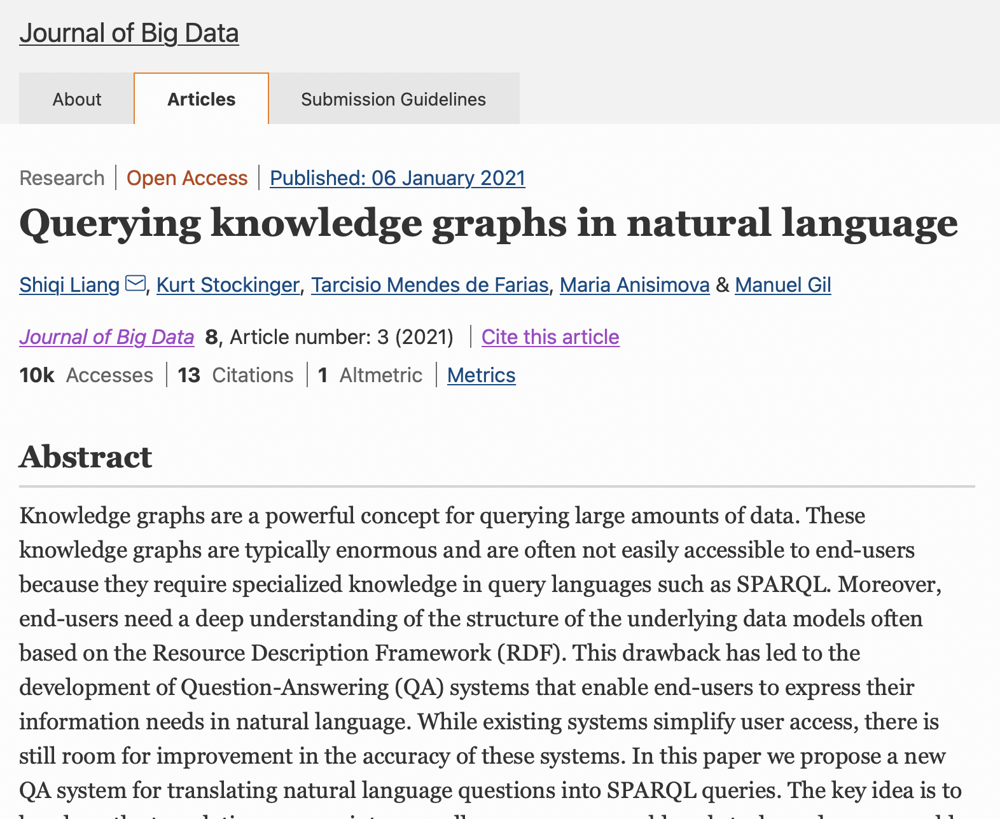 Journal of Big Data
About Articles Submission Guidelines
Research Open Access Published: 06 January 2021
Querying knowledge graphs in natural language
Shiqi Liang, Kurt Stockinger, Tarcisio Mendes de Farias, Maria Anisimova & Manuel Gil
Journal of Big Data 8, Article number: 3 (2021) Cite this article
10k Accesses 13 Citations 1 Altmetric Metrics
Abstract
Knowledge graphs are a powerful concept for querying large amounts of data. These
knowledge graphs are typically enormous and are often not easily accessible to end-users
because they require specialized knowledge in query languages such as SPARQL. Moreover,
end-users need a deep understanding of the structure of the underlying data models often
based on the Resource Description Framework (RDF). This drawback has led to the
development of Question-Answering (QA) systems that enable end-users to express their
information needs in natural language. While existing systems simplify user access, there is
still room for improvement in the accuracy of these systems. In this paper we propose a new
QA system for translating natural language questions into SPARQL queries. The key idea is to